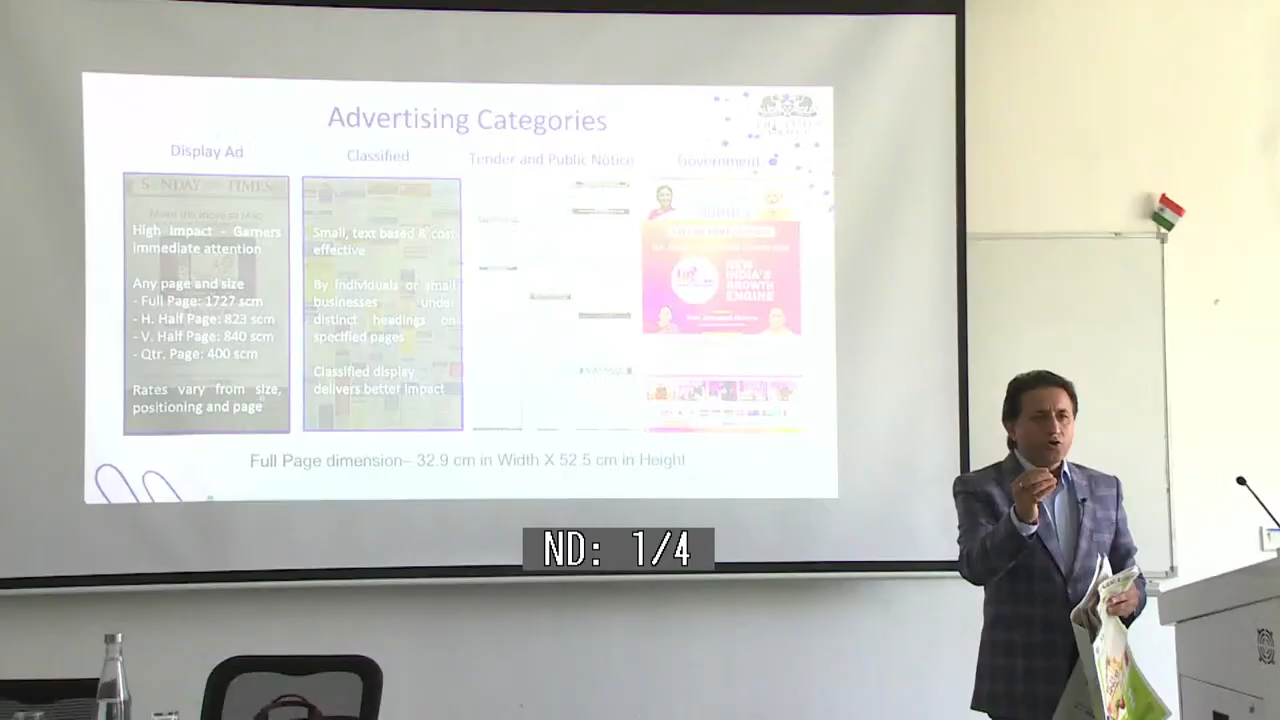 Advertising Categories
Display Ad
Classified
Tender and Public Notice
Government
SUNDAY TIMES
High Impact - Garners
immediate attention
Any page and size
- Full Page: 1727 scm
- H. Half Page: 823 scm
- V. Half Page: 840 scm
- Qtr. Page: 400 scm
Rates vary from size,
positioning and page
Small, text based & cost
effective
By individuals or small
businesses under
distinct headings on
specified pages
Classified display
delivers better impact
NEW
INDIA'S
GROWTH
ENGINE
Full Page dimension– 32.9 cm in Width X 52.5 cm in Height
ND: 1/4